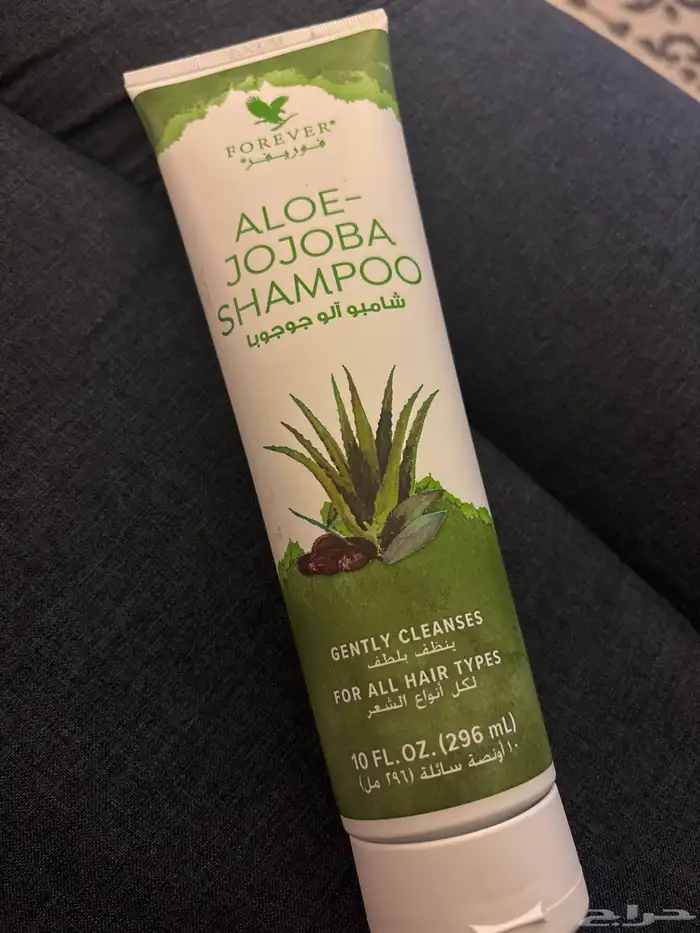 FOREVER®
فوريفر®
ALOE-
JOJOBA
SHAMPOO
شامبو آلو جوجوبا
GENTLY CLEANSES
ينظف بلطف
FOR ALL HAIR TYPES
لكل أنواع الشعر
10 FL. OZ. (296 mL)
١٠ أونصة سائلة (٢٩٦ مل)
حراج